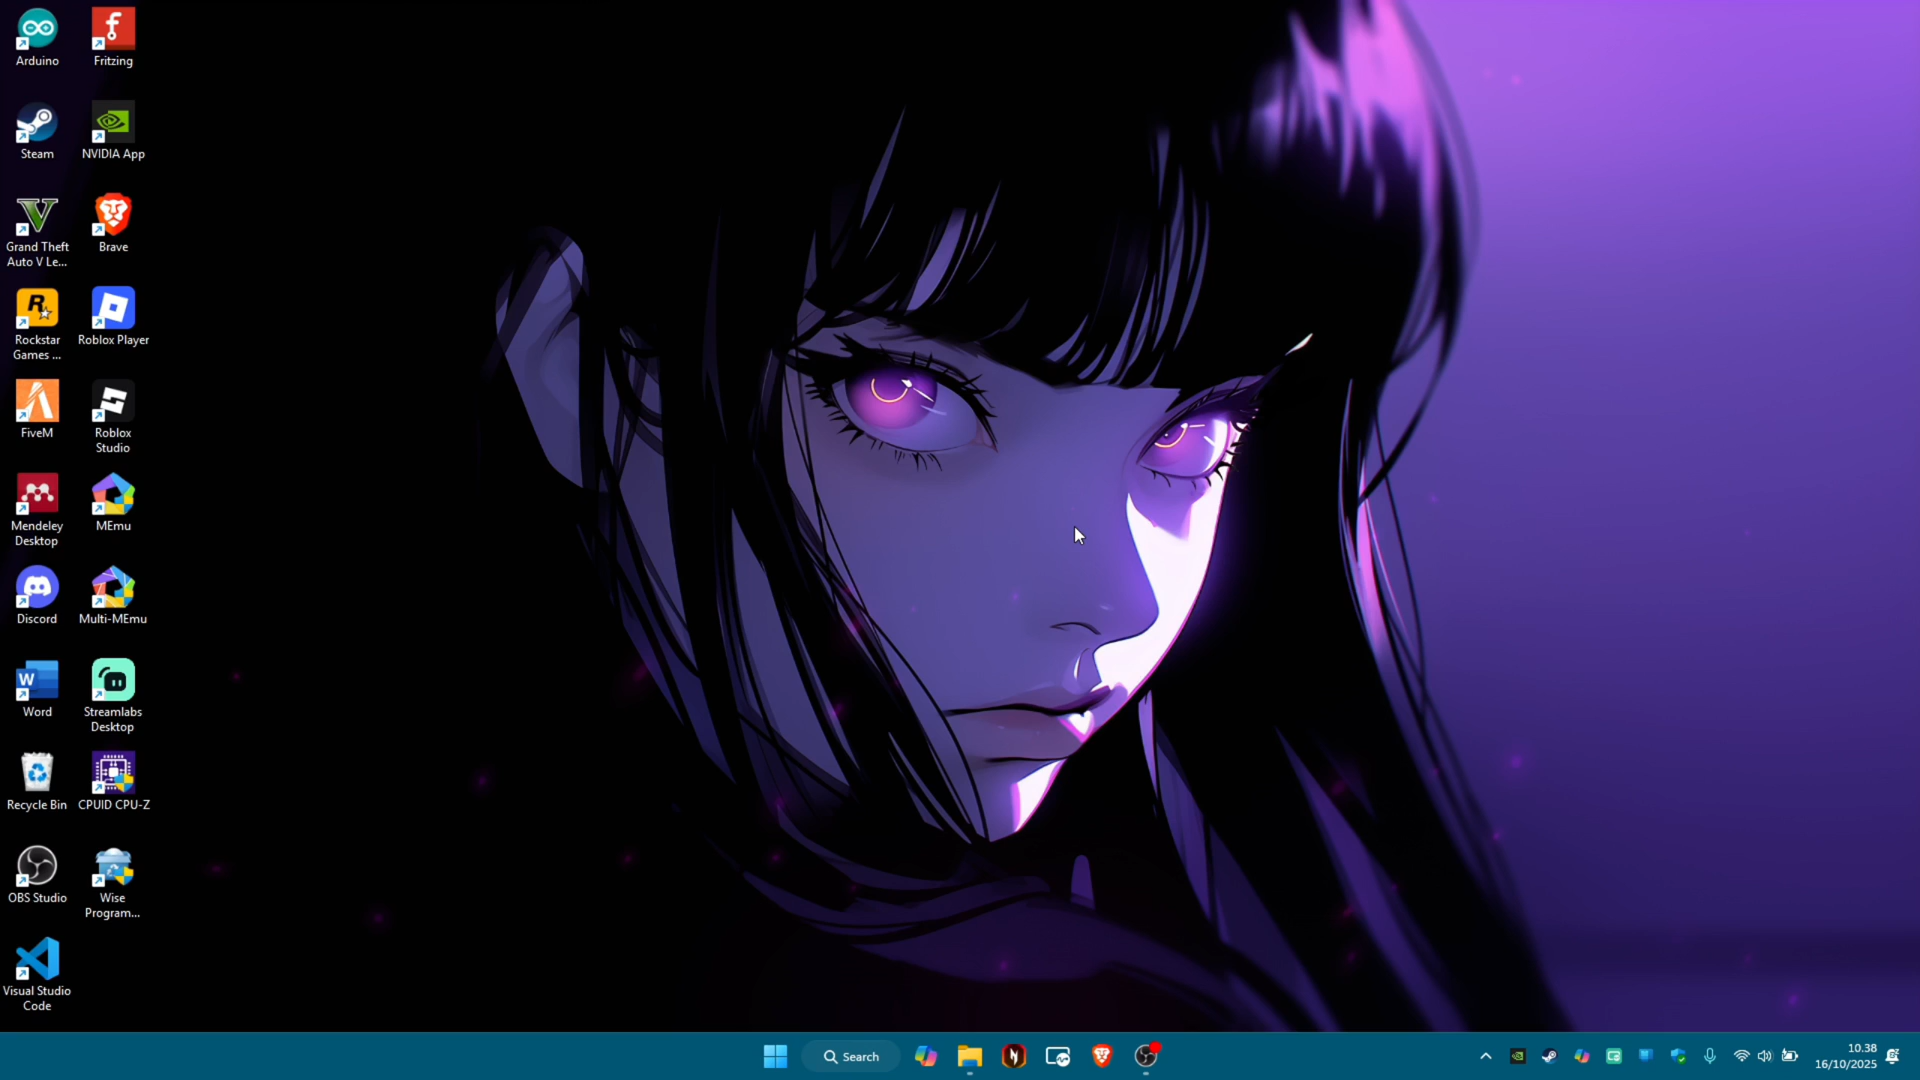 Arduino
Fritzing
Steam
NVIDIA App
Grand Theft
Auto V Le...
Brave
Rockstar
Games ...
Roblox Player
FiveM
Roblox
Studio
Mendeley
Desktop
MEmu
Discord
Multi-MEmu
Word
Streamlabs
Desktop
Recycle Bin
CPUID CPU-Z
OBS Studio
Wise
Program...
Visual Studio
Code
Search
10.38
16/10/2025